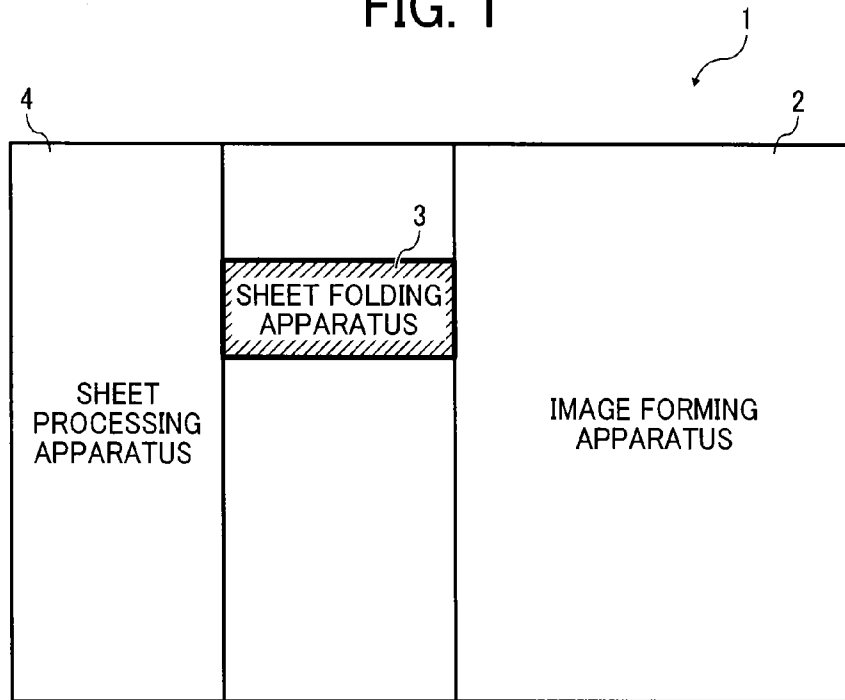 FIG. 1
1
4
2
3
SHEET FOLDING
APPARATUS
SHEET
PROCESSING
APPARATUS
IMAGE FORMING
APPARATUS